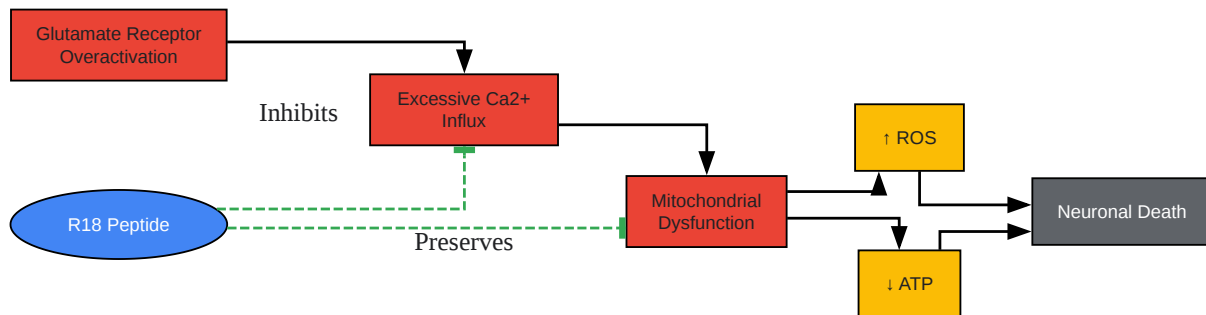 Glutamate Receptor
Overactivation
Inhibits
Excessive Ca2+
Influx
↑ ROS
Mitochondrial
Dysfunction
R18 Peptide
Preserves
Neuronal Death
↓ ATP